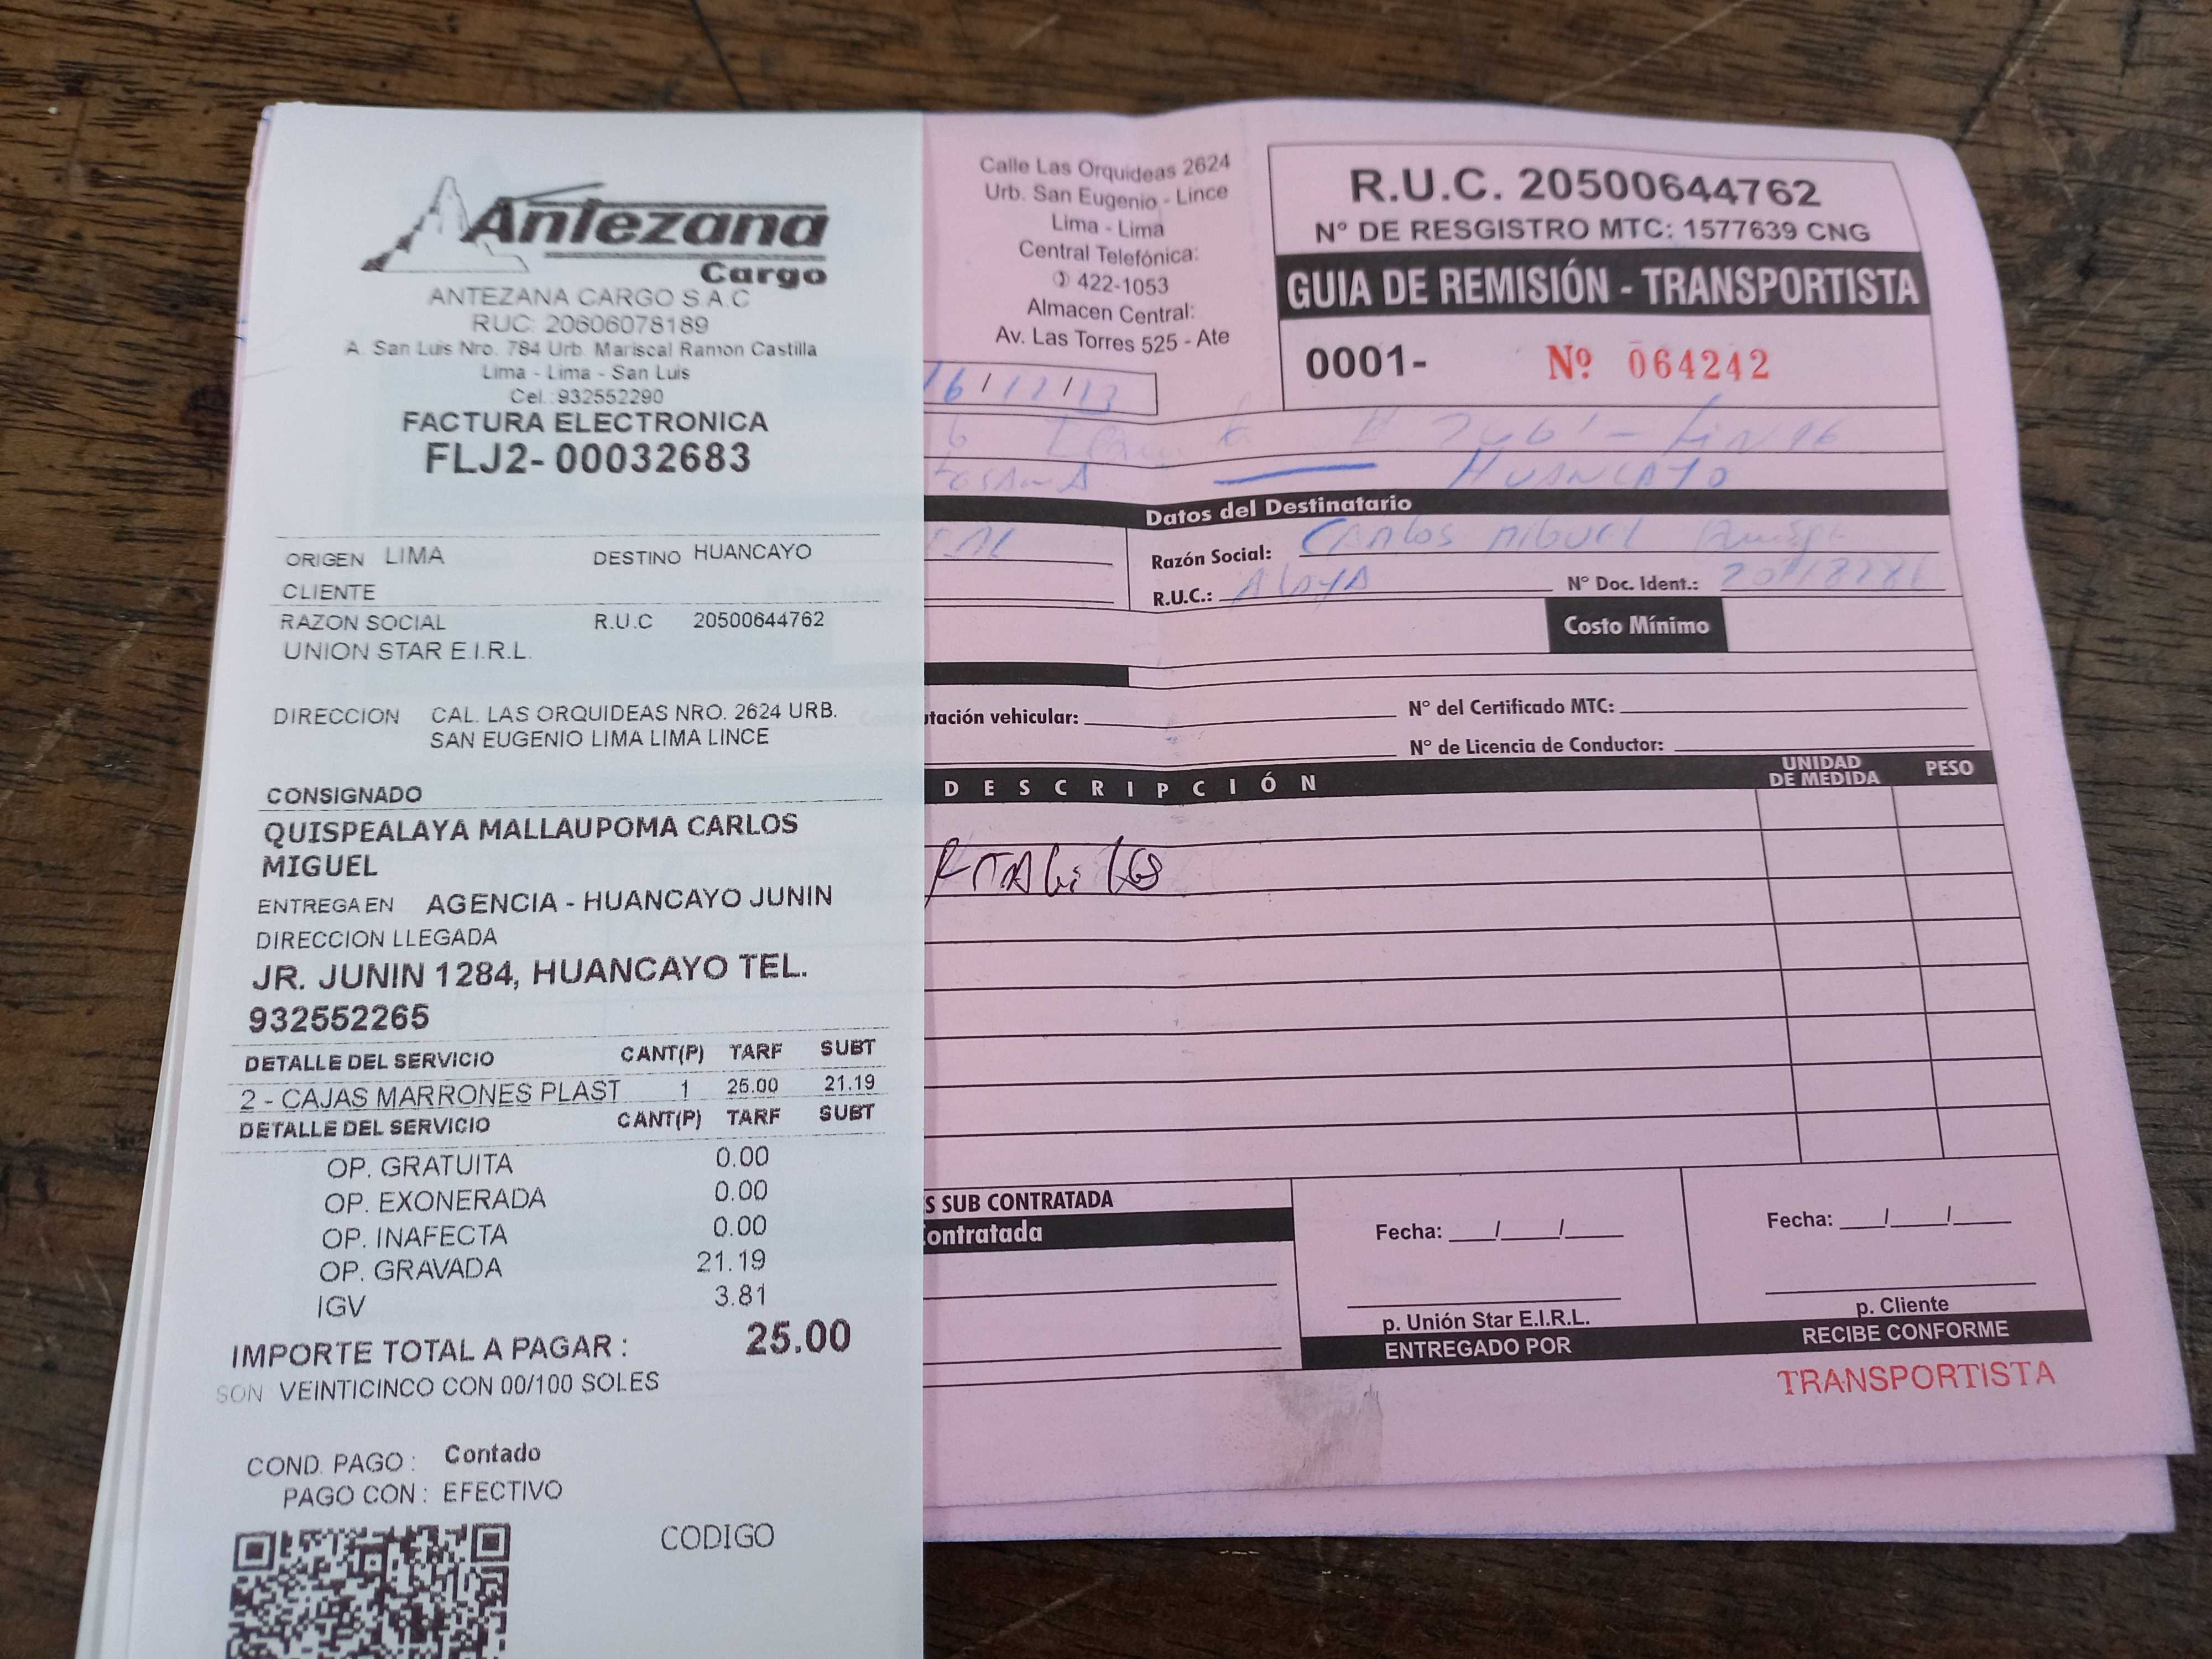 Antezana
Cargo
ANTEZANA CARGO S.A.C
RUC: 20606078189
A. San Luis Nro. 784 Urb. Mariscal Ramon Castilla
Lima - Lima - San Luis
Cel.:932552290
FACTURA ELECTRONICA
FLJ2- 00032683
ORIGEN LIMA DESTINO HUANCAYO
CLIENTE
RAZON SOCIAL R.U.C 20500644762
UNION STAR E.I.R.L.
DIRECCION CAL. LAS ORQUIDEAS NRO. 2624 URB.
SAN EUGENIO LIMA LIMA LINCE
CONSIGNADO
QUISPEALAYA MALLAUPOMA CARLOS
MIGUEL
ENTREGA EN AGENCIA - HUANCAYO JUNIN
DIRECCION LLEGADA
JR. JUNIN 1284, HUANCAYO TEL.
932552265
DETALLE DEL SERVICIO CANT(P) TARF SUBT
2 - CAJAS MARRONES PLAST 1 25.00 21.19
DETALLE DEL SERVICIO CANT(P) TARF SUBT
OP. GRATUITA 0.00
OP. EXONERADA 0.00
OP. INAFECTA 0.00
OP. GRAVADA 21.19
IGV 3.81
IMPORTE TOTAL A PAGAR : 25.00
SON VEINTICINCO CON 00/100 SOLES
COND. PAGO : Contado
PAGO CON : EFECTIVO
CODIGO
Calle Las Orquideas 2624
Urb. San Eugenio - Lince
Lima - Lima
Central Telefónica:
422-1053
Almacen Central:
Av. Las Torres 525 - Ate
R.U.C. 20500644762
N° DE RESGISTRO MTC: 1577639 CNG
GUIA DE REMISIÓN - TRANSPORTISTA
0001- Nº 064242
HUANCAYO
Datos del Destinatario
Razón Social: Carlos Miguel
R.U.C.: Alaya N° Doc. Ident.:
Costo Mínimo
tación vehicular: N° del Certificado MTC:
N° de Licencia de Conductor:
DESCRIPCIÓN UNIDAD DE MEDIDA PESO
S SUB CONTRATADA
ontratada
Fecha: / /
p. Unión Star E.I.R.L.
ENTREGADO POR
Fecha: / /
p. Cliente
RECIBE CONFORME
TRANSPORTISTA